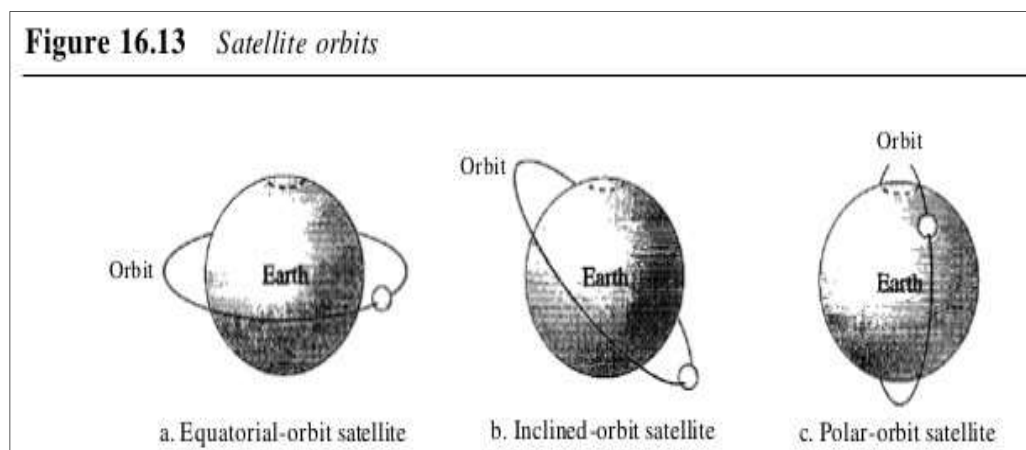 Figure 16.13 Satellite orbits
Orbit
Earth
a. Equatorial-orbit satellite
Orbit
Earth
b. Inclined-orbit satellite
Orbit
Earth
c. Polar-orbit satellite